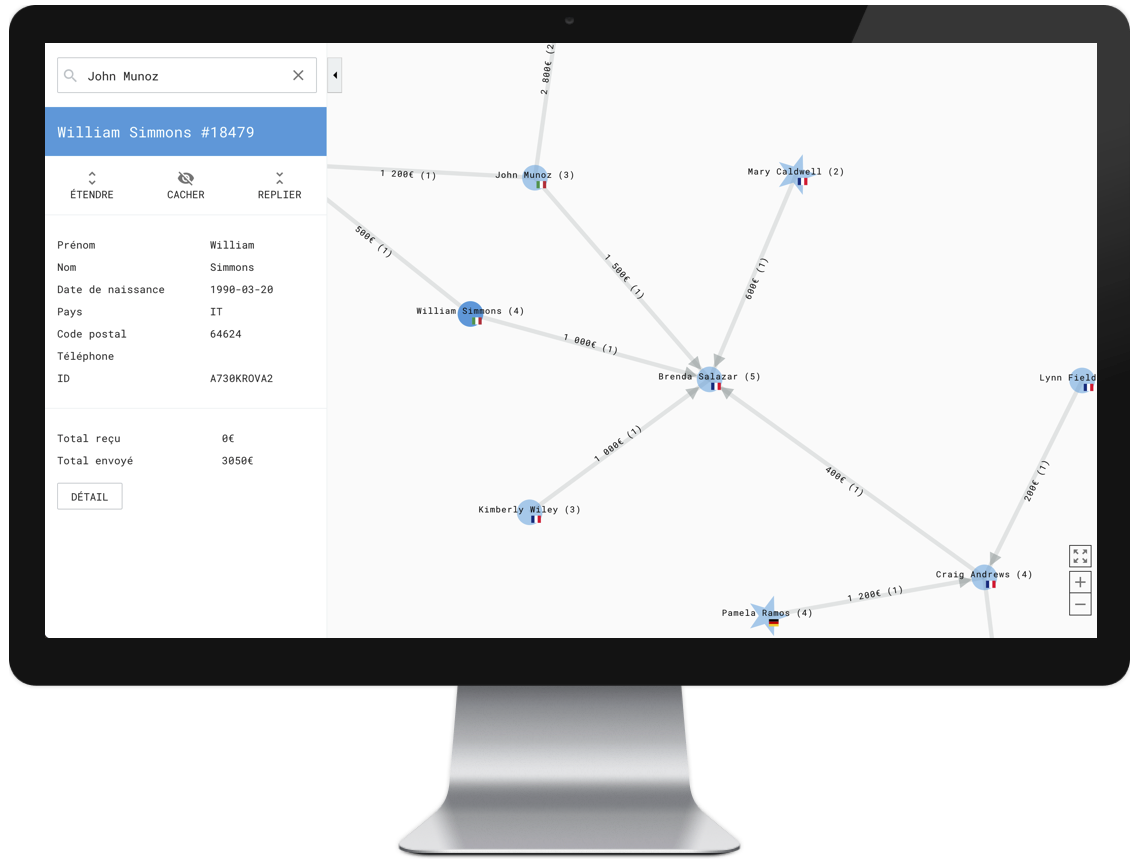 John Munoz
William Simmons #18479
ÉTENDRE
CACHER
REPLIER
Prénom William
Nom Simmons
Date de naissance 1990-03-20
Pays IT
Code postal 64624
Téléphone
ID A730KROVA2
Total reçu 0€
Total envoyé 3050€
DÉTAIL
2 800€ (2
1 200€ (1)
John Munoz (3)
Mary Caldwell (2)
500€ (1)
1 500€ (1)
600€ (1)
William Simmons (4)
1 000€ (1)
Brenda Salazar (5)
Lynn Field
1 000€ (1)
400€ (1)
200€ (1)
Kimberly Wiley (3)
Craig Andrews (4)
1 200€ (1)
Pamela Ramos (4)